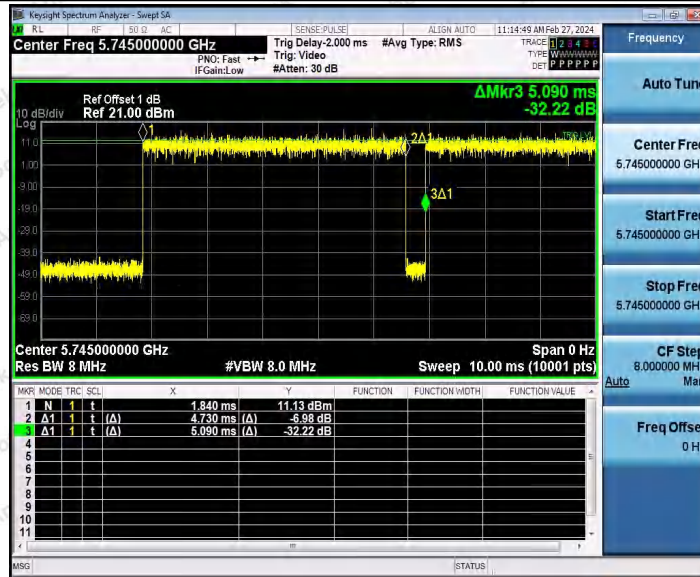 Keysight Spectrum Analyzer - Swept SA
RL RF 50 Ω AC SENSE:PULSE ALIGN AUTO 11:14:49 AM Feb 27, 2024
Center Freq 5.745000000 GHz
PNO: Fast
IFGain:Low
Trig Delay-2.000 ms
Trig: Video
#Atten: 30 dB
#Avg Type: RMS
TRACE 1 2 3 4 5 6
TYPE WWWWWW
DET P P P P P P
Ref Offset 1 dB
10 dB/div Ref 21.00 dBm
ΔMkr3 5.090 ms
-32.22 dB
Log
11.0
1.00
-9.00
-19.0
-29.0
-39.0
-49.0
-59.0
-69.0
1
2Δ1
3Δ1
TRIG LVL
Center 5.745000000 GHz Span 0 Hz
Res BW 8 MHz #VBW 8.0 MHz Sweep 10.00 ms (10001 pts)
MKR MODE TRC SCL X Y FUNCTION FUNCTION WIDTH FUNCTION VALUE
1 N 1 t 1.840 ms 11.13 dBm
2 Δ1 1 t (Δ) 4.730 ms (Δ) -6.98 dB
3 Δ1 1 t (Δ) 5.090 ms (Δ) -32.22 dB
4
5
6
7
8
9
10
11
MSG STATUS
Frequency
Auto Tun
Center Fre
5.745000000 GH
Start Fre
5.745000000 GH
Stop Fre
5.745000000 GH
CF Ste
8.000000 MH
Auto Ma
Freq Offse
0 H